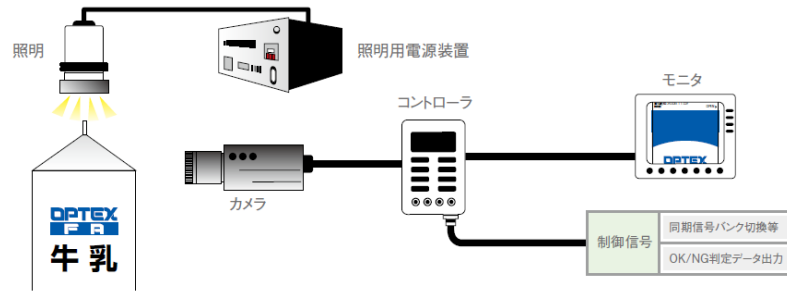 照明
照明用電源装置
モニタ
コントローラ
OPTEX
カメラ
OPTEX
FA
牛乳
制御信号
同期信号バンク切換等
OK/NG判定データ出力